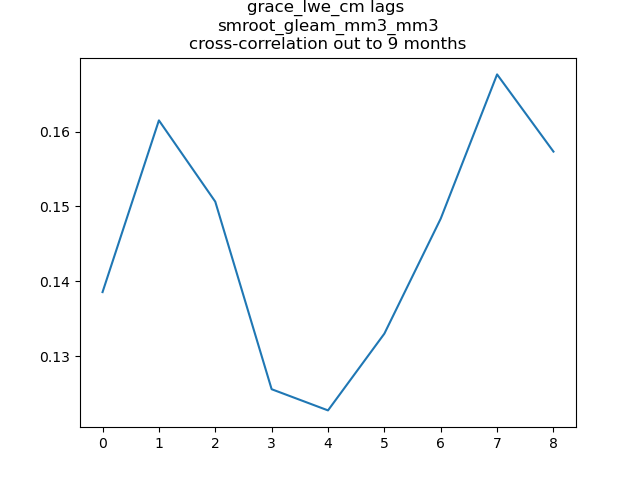 grace_lwe_cm lags
smroot_gleam_mm3_mm3
cross-correlation out to 9 months
0.16
0.15
0.14
0.13
0 1 2 3 4 5 6 7 8